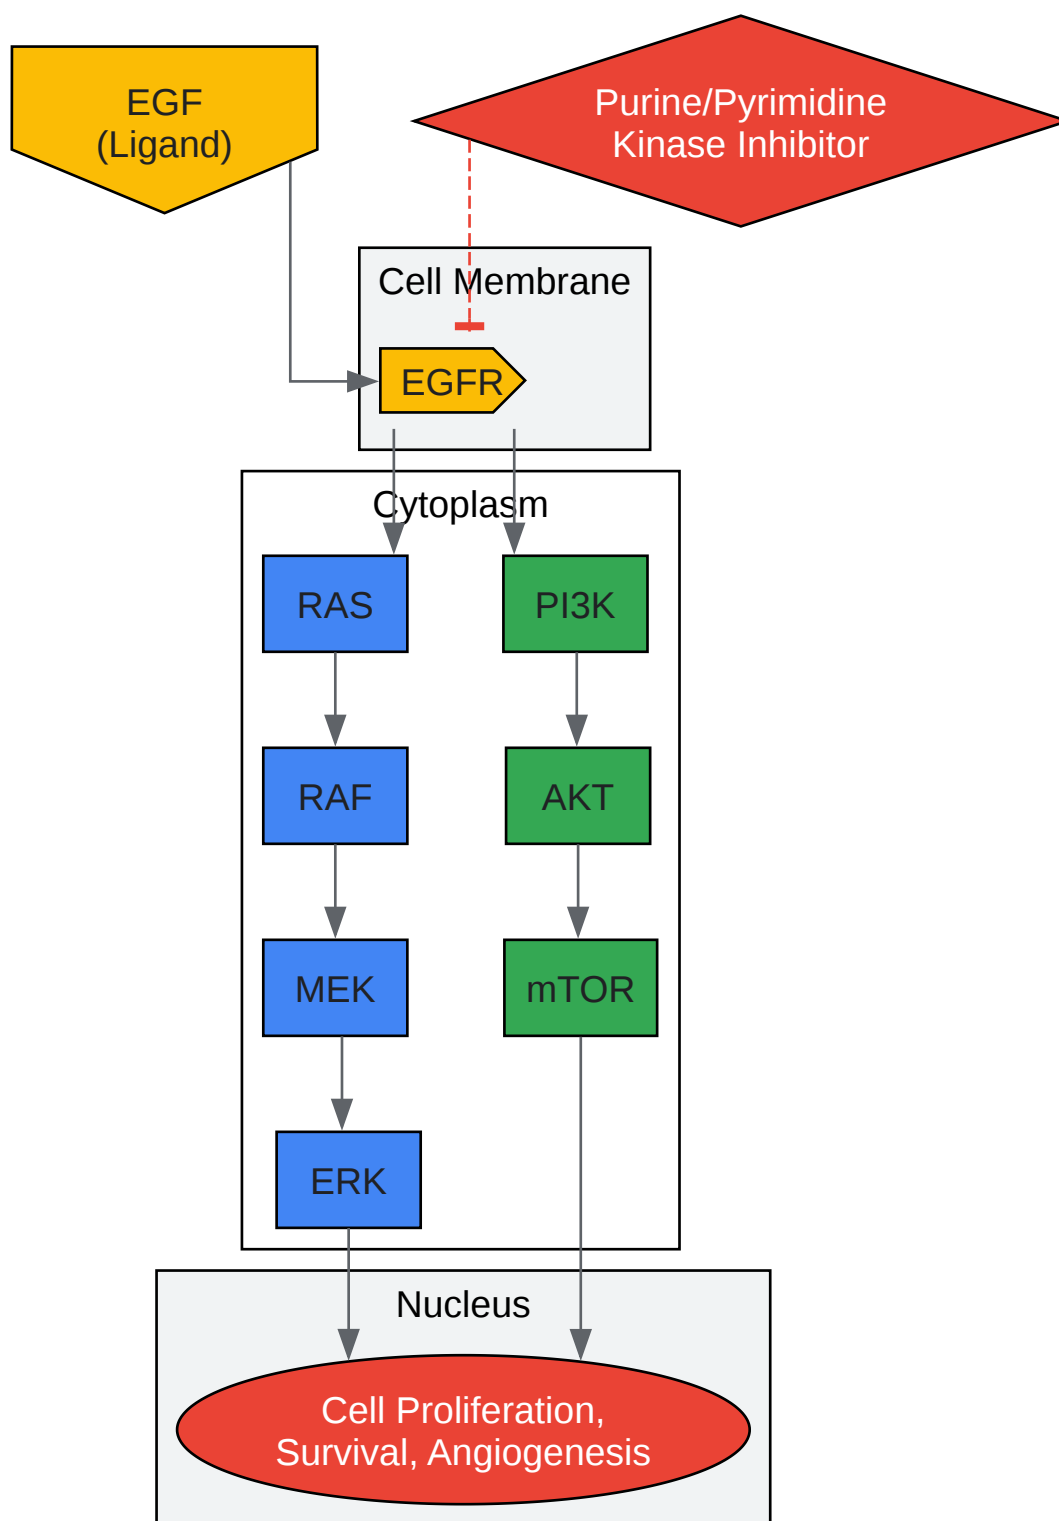 EGF
(Ligand)
Purine/Pyrimidine
Kinase Inhibitor
Cell Membrane
EGFR
Cytoplasm
RAS
PI3K
RAF
AKT
MEK
mTOR
ERK
Nucleus
Cell Proliferation,
Survival, Angiogenesis